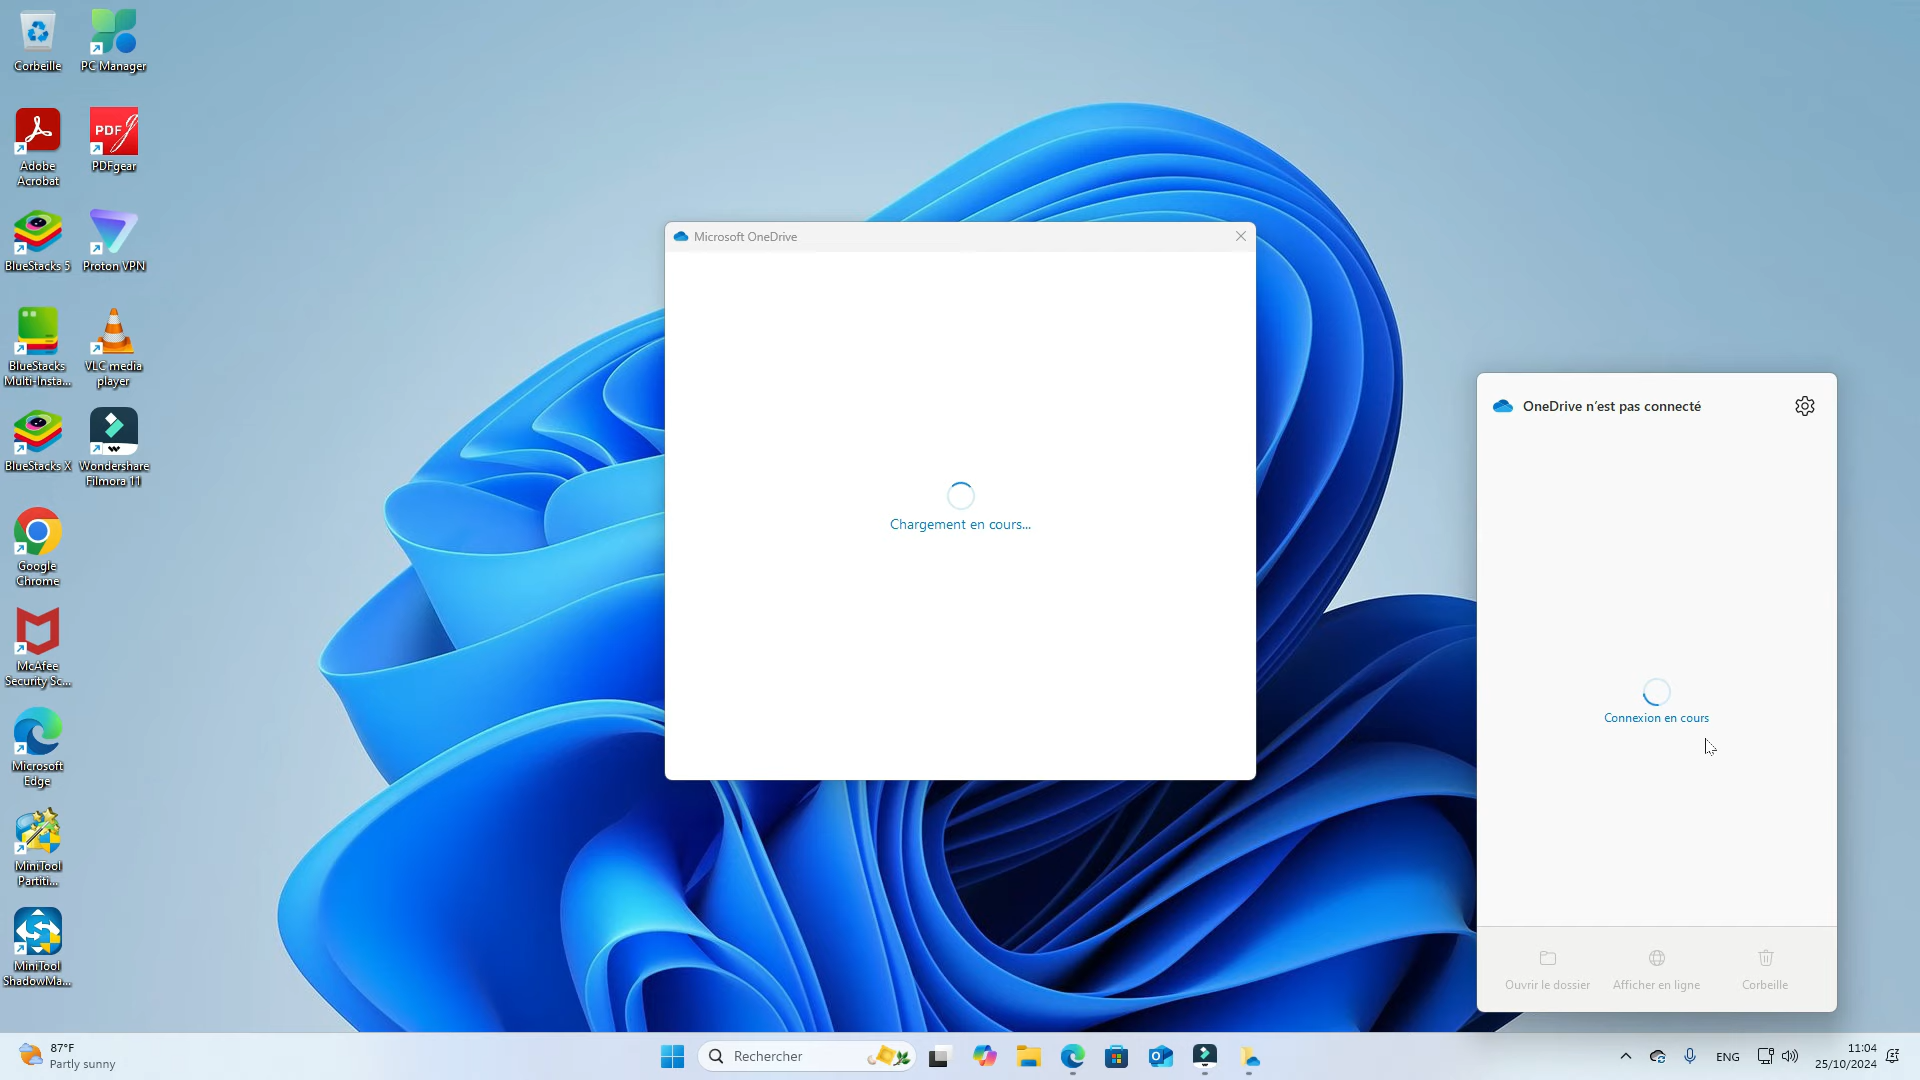 Corbeille
PC Manager
Adobe
Acrobat
PDF
PDFgear
BlueStacks 5
Proton VPN
BlueStacks
Multi-Insta...
VLC media
player
BlueStacks X
Wondershare
Filmora 11
Google
Chrome
McAfee
Security Sc...
Microsoft
Edge
MiniTool
Partiti...
MiniTool
ShadowMa...
Microsoft OneDrive
Chargement en cours...
OneDrive n'est pas connecté
Connexion en cours
Ouvrir le dossier
Afficher en ligne
Corbeille
87°F
Partly sunny
Rechercher
ENG
11:04
25/10/2024